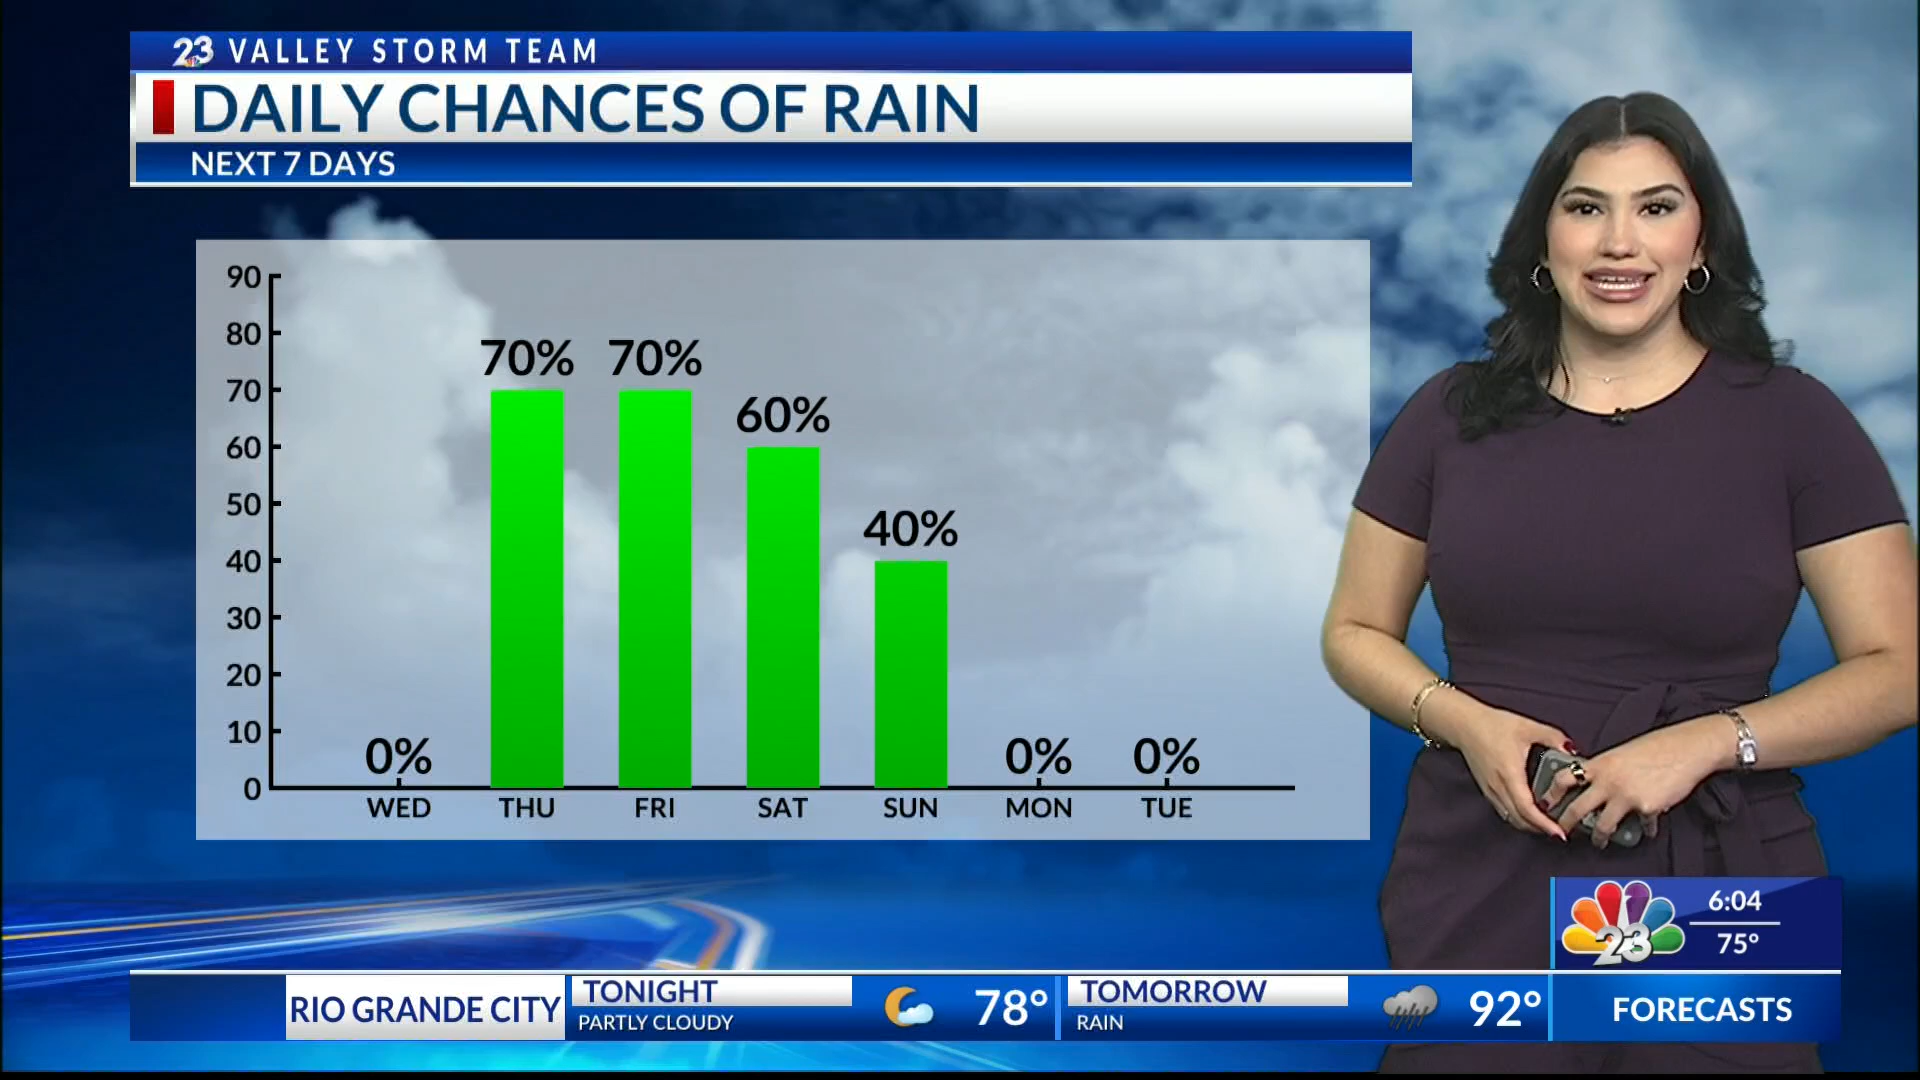 23 VALLEY STORM TEAM
DAILY CHANCES OF RAIN
NEXT 7 DAYS
90
80
70
60
50
40
30
20
10
0
0%
70%
70%
60%
40%
0%
0%
WED THU FRI SAT SUN MON TUE
23
6:04
75°
RIO GRANDE CITY
TONIGHT
PARTLY CLOUDY
78°
TOMORROW
RAIN
92°
FORECASTS